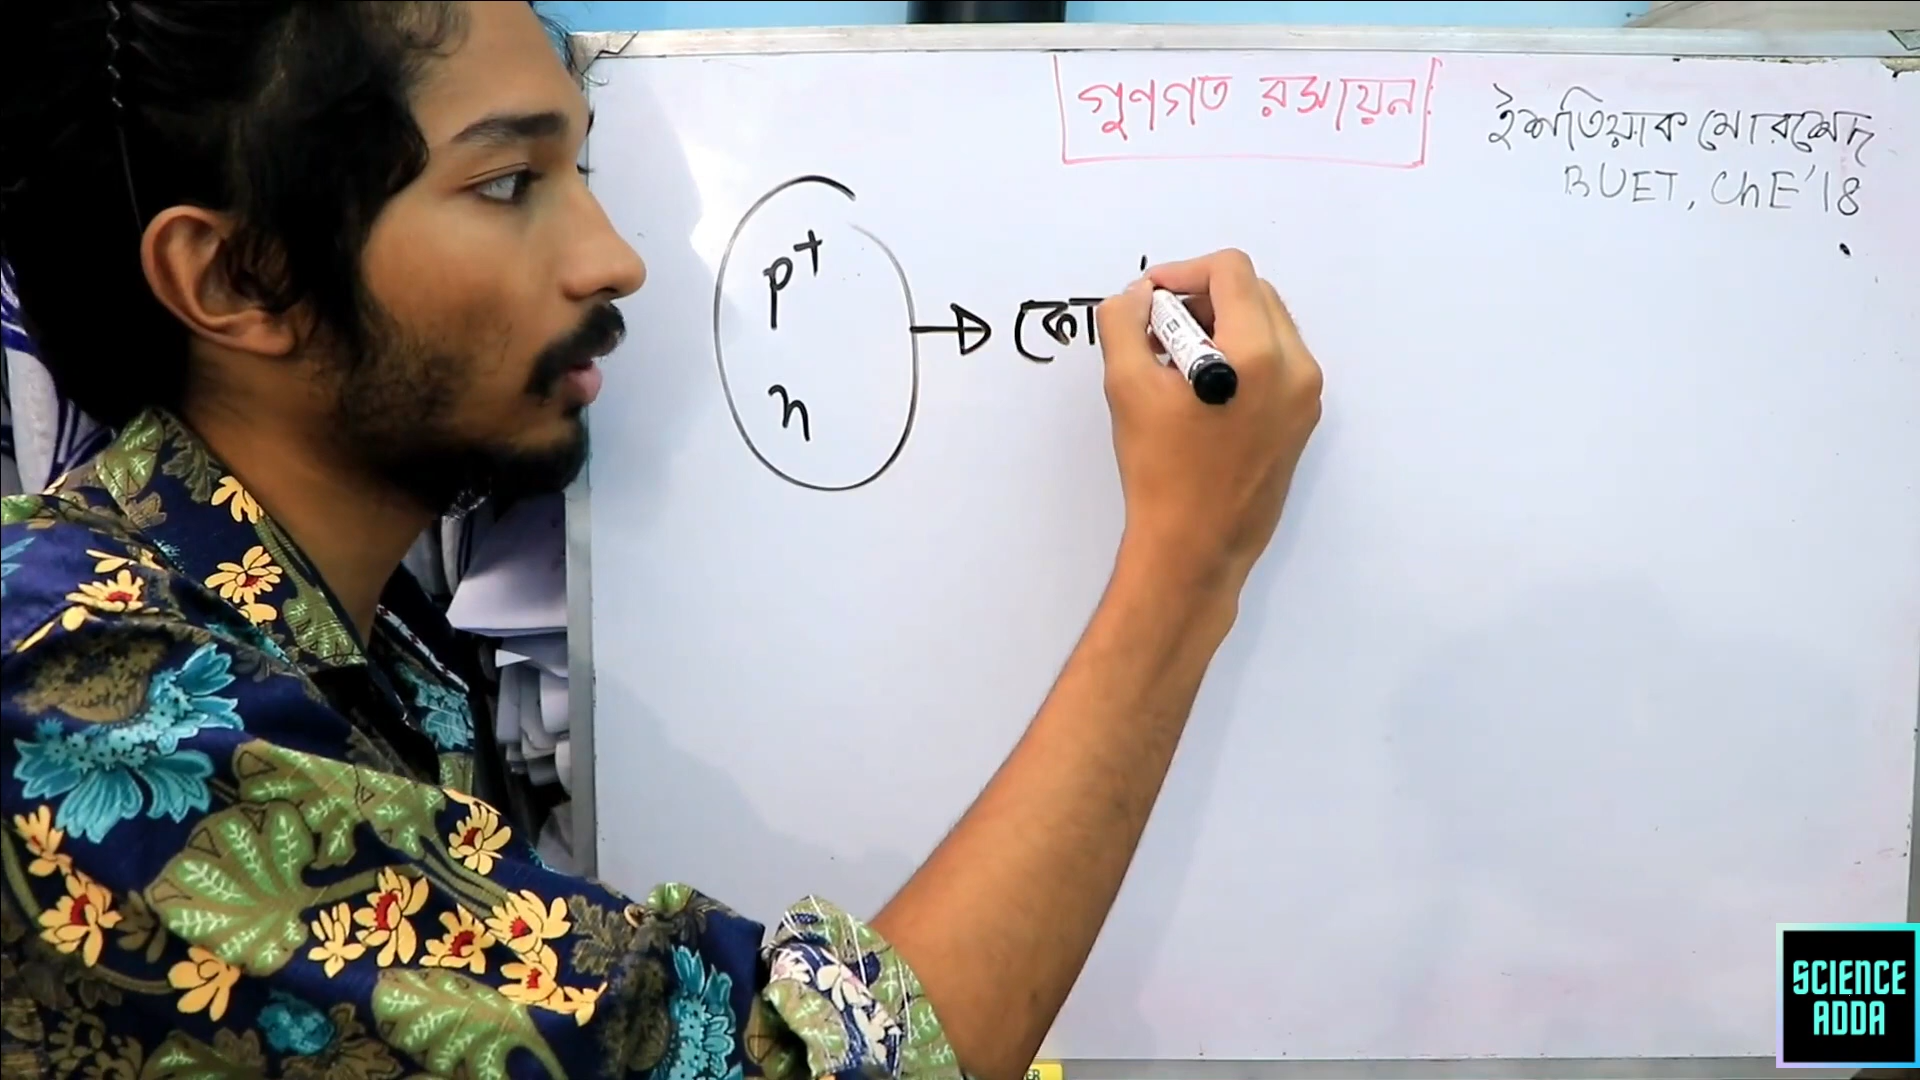 গুণগত রসায়ন
ইশতিয়াক মোরশেদ
BUET, ChE'18
p+
n
SCIENCE
ADDA